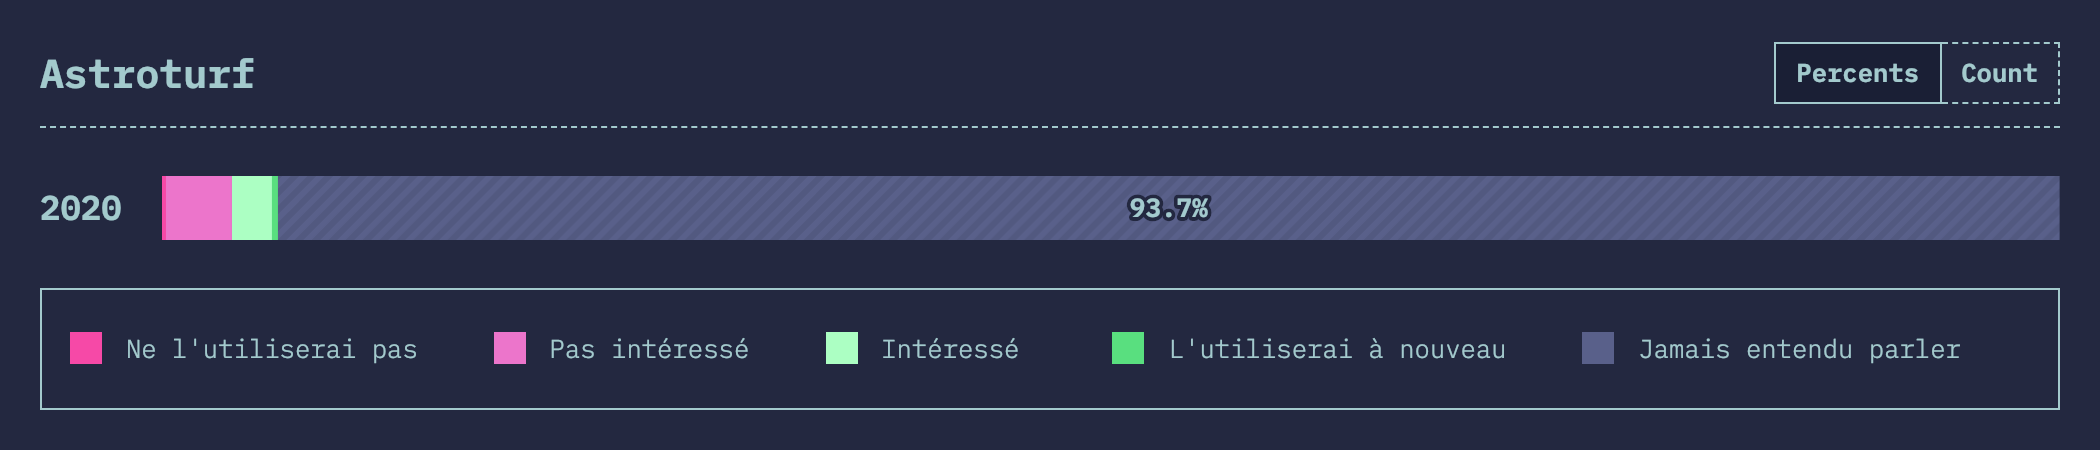 Astroturf
Percents Count
2020 93.7%
Ne l'utiliserai pas Pas intéressé Intéressé L'utiliserai à nouveau Jamais entendu parler